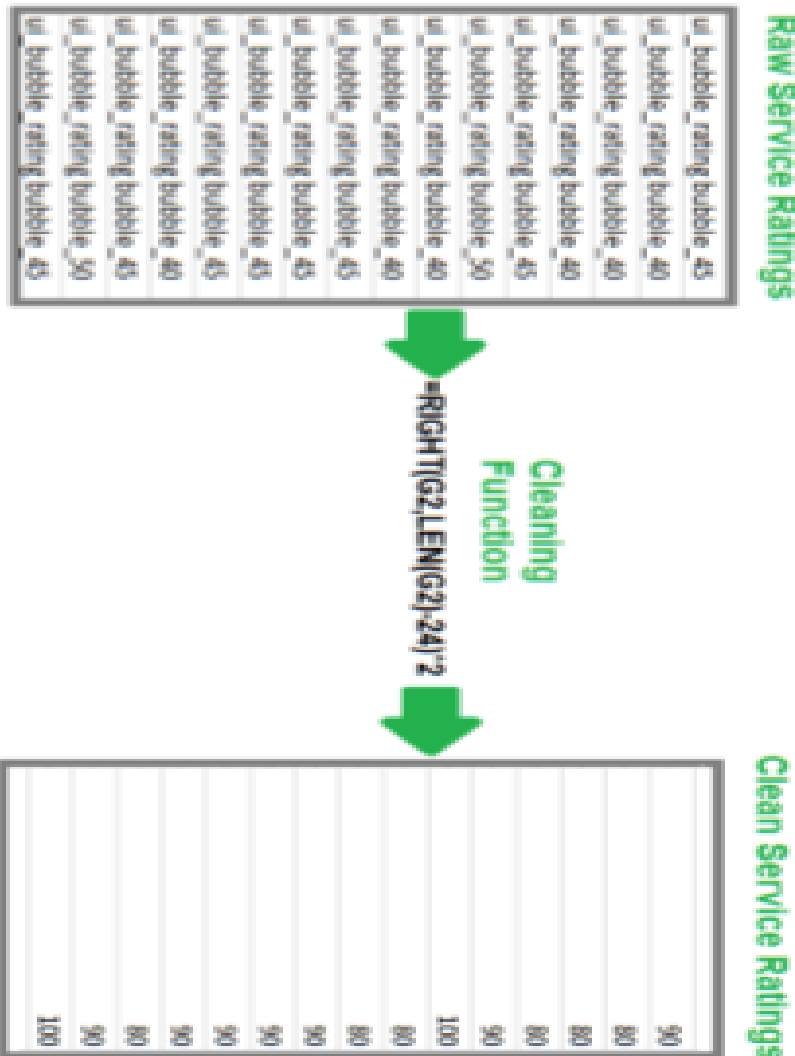 Raw Service Ratings
ui_bubble_rating bubble_45
ui_bubble_rating bubble_40
ui_bubble_rating bubble_40
ui_bubble_rating bubble_40
ui_bubble_rating bubble_45
ui_bubble_rating bubble_50
ui_bubble_rating bubble_40
ui_bubble_rating bubble_40
ui_bubble_rating bubble_45
ui_bubble_rating bubble_45
ui_bubble_rating bubble_45
ui_bubble_rating bubble_45
ui_bubble_rating bubble_40
ui_bubble_rating bubble_45
ui_bubble_rating bubble_50
ui_bubble_rating bubble_45
Cleaning
Function
=RIGHT(G2,LEN(G2)-24)*2
Clean Service Ratings
90
80
80
80
90
100
80
80
90
90
90
90
80
90
100